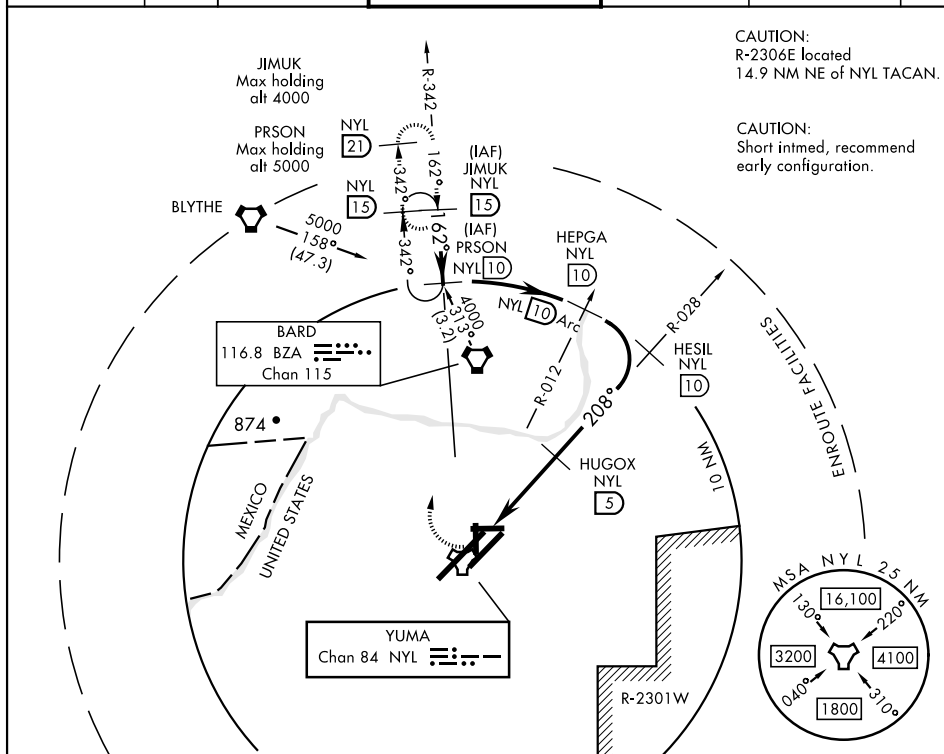 CAUTION:
R-2306E located
14.9 NM NE of NYL TACAN.
CAUTION:
Short intmed, recommend
early configuration.
JIMUK
Max holding
alt 4000
PRSON
Max holding
alt 5000
R-342
NYL
21
342°
162°
NYL
15
(IAF)
JIMUK
NYL
15
342°
162°
(IAF)
PRSON
NYL 10
BLYTHE
5000
158°
(47.3)
4000
313°
(3.2)
HEPGA
NYL
10
NYL 10 Arc
R-012
R-028
HESIL
NYL
10
208°
HUGOX
NYL
5
10 NM
ENROUTE FACILITIES
BARD
116.8 BZA
Chan 115
874
MEXICO
UNITED STATES
YUMA
Chan 84 NYL
R-2301W
MSA NYL 25 NM
130°
16,100
220°
3200
4100
040°
1800
310°